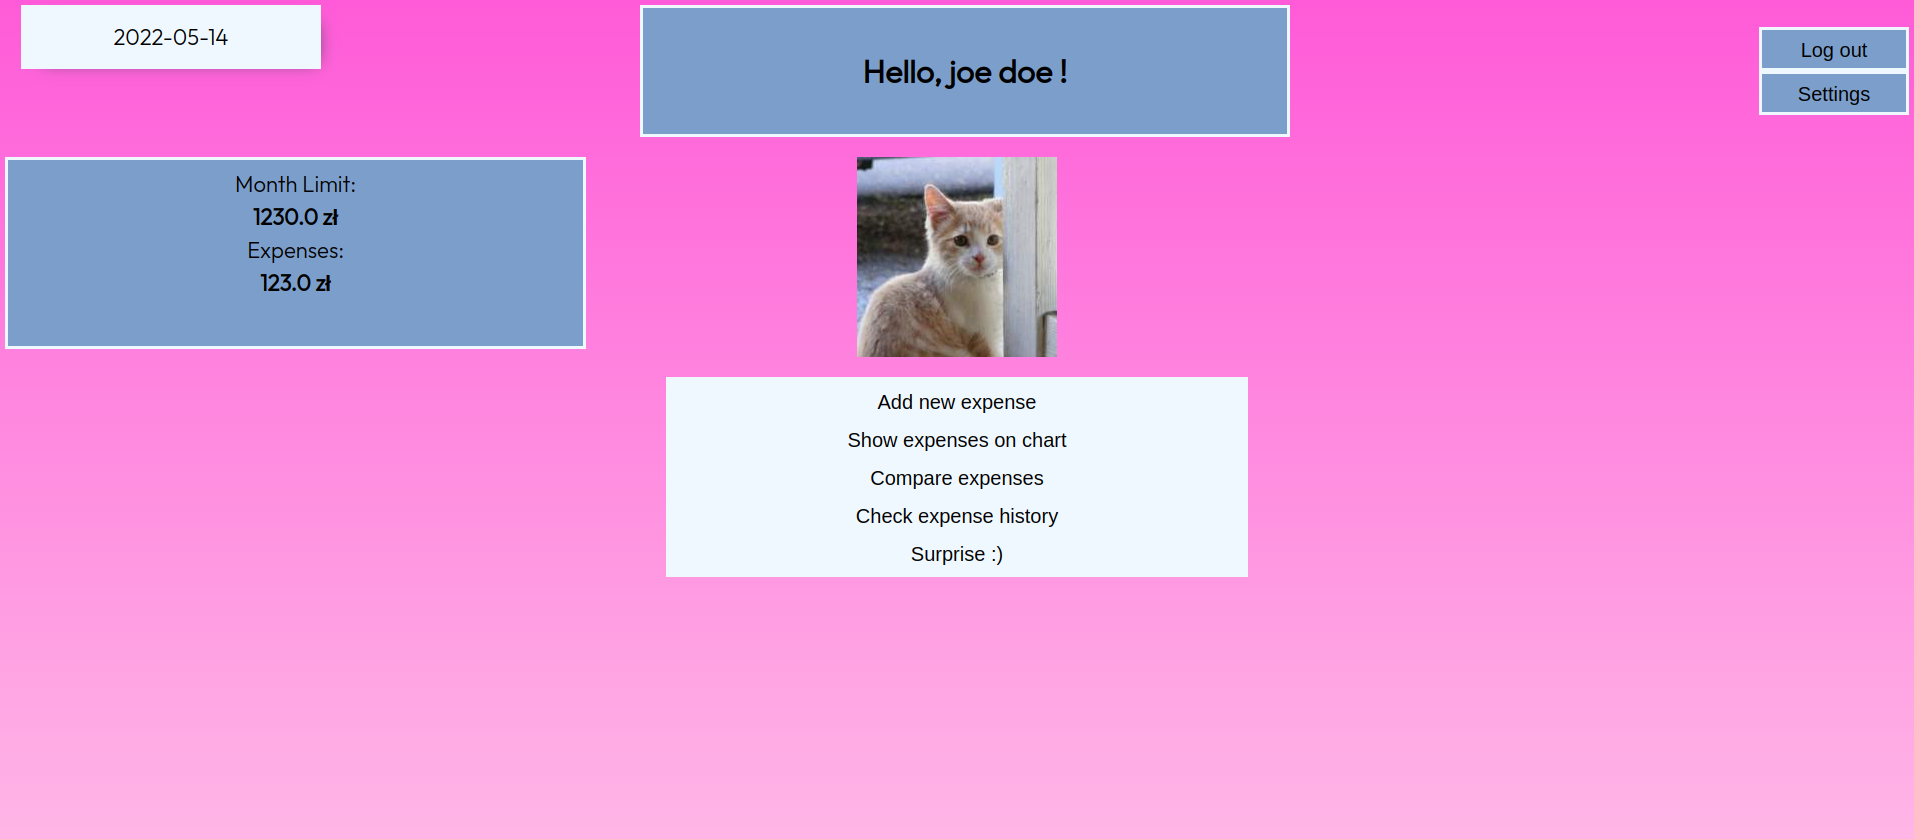 2022-05-14
Hello, joe doe !
Log out
Settings
Month Limit:
1230.0 zł
Expenses:
123.0 zł
Add new expense
Show expenses on chart
Compare expenses
Check expense history
Surprise :)